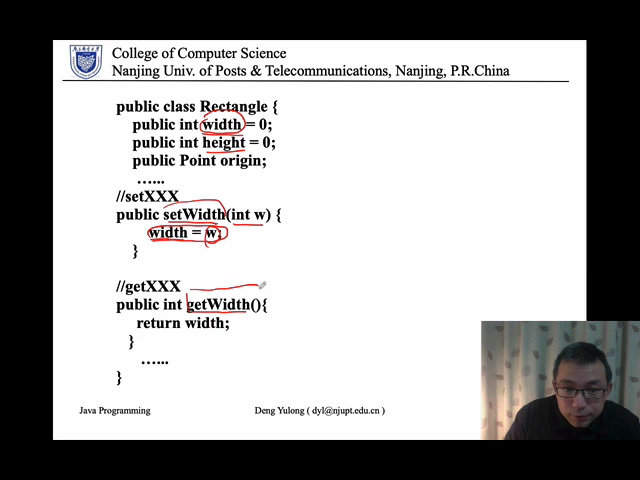 College of Computer Science
Nanjing Univ. of Posts & Telecommunications, Nanjing, P.R.China
public class Rectangle {
public int width = 0;
public int height = 0;
public Point origin;
…...
//setXXX
public setWidth(int w) {
width = w;
}
//getXXX
public int getWidth(){
return width;
}
…...
}
Java Programming
Deng Yulong ( dyl@njupt.edu.cn )